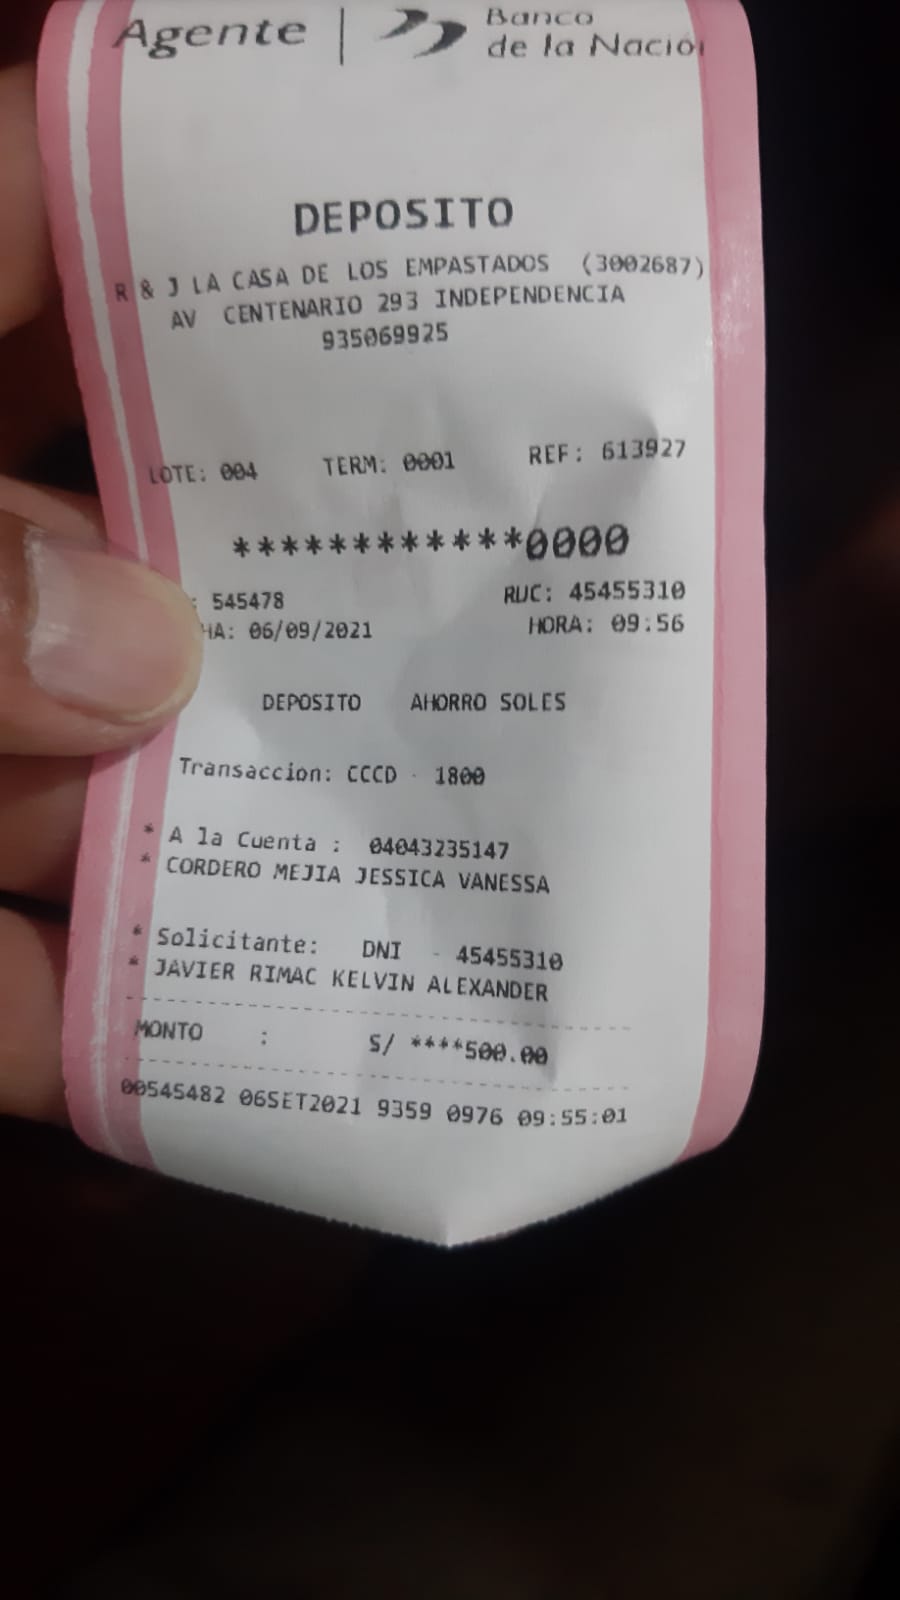 Agente | Banco
de la Nación
DEPOSITO
R & J LA CASA DE LOS EMPASTADOS (3002687)
AV CENTENARIO 293 INDEPENDENCIA
935069925
LOTE: 004 TERM: 0001 REF: 613927
************0000
: 545478 RUC: 45455310
HA: 06/09/2021 HORA: 09:56
DEPOSITO AHORRO SOLES
Transaccion: CCCD - 1800
* A la Cuenta : 04043235147
* CORDERO MEJIA JESSICA VANESSA
* Solicitante: DNI - 45455310
* JAVIER RIMAC KELVIN ALEXANDER
MONTO : S/ ****500.00
00545482 06SET2021 9359 0976 09:55:01